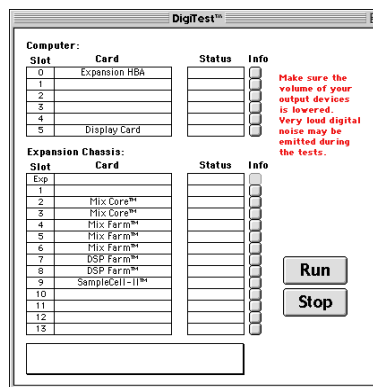 DigiTest™
Computer:
Slot Card Status Info
0 Expansion HBA
1
2
3
4
5 Display Card
Make sure the
volume of your
output devices
is lowered.
Very loud digital
noise may be
emitted during
the tests.
Expansion Chassis:
Slot Card Status Info
Exp
1
2 Mix Core™
3 Mix Core™
4 Mix Farm™
5 Mix Farm™
6 Mix Farm™
7 DSP Farm™
8 DSP Farm™
9 SampleCell-II™
10
11
12
13
Run
Stop